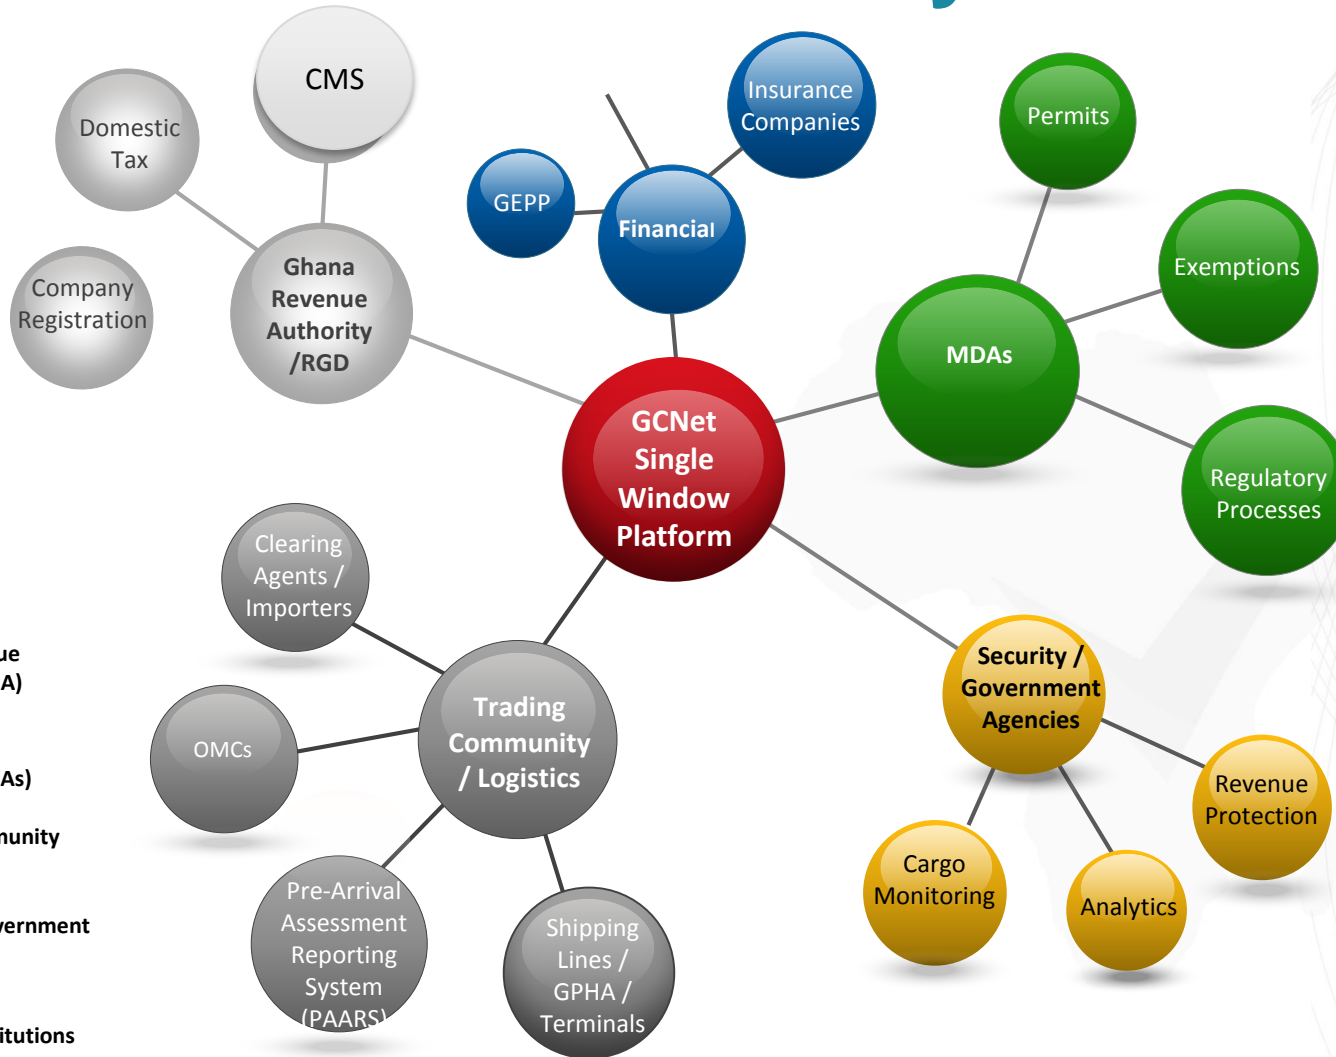 CMS
Domestic
Tax
Company
Registration
Ghana
Revenue
Authority
/RGD
GEPP
Financial
Insurance
Companies
Permits
Exemptions
MDAs
Regulatory
Processes
GCNet
Single
Window
Platform
Clearing
Agents /
Importers
OMCs
Trading
Community
/ Logistics
Pre-Arrival
Assessment
Reporting
System
(PAARS)
Shipping
Lines /
GPHA /
Terminals
Security /
Government
Agencies
Revenue
Protection
Cargo
Monitoring
Analytics
ue
A)
As)
munity
vernment
titutions